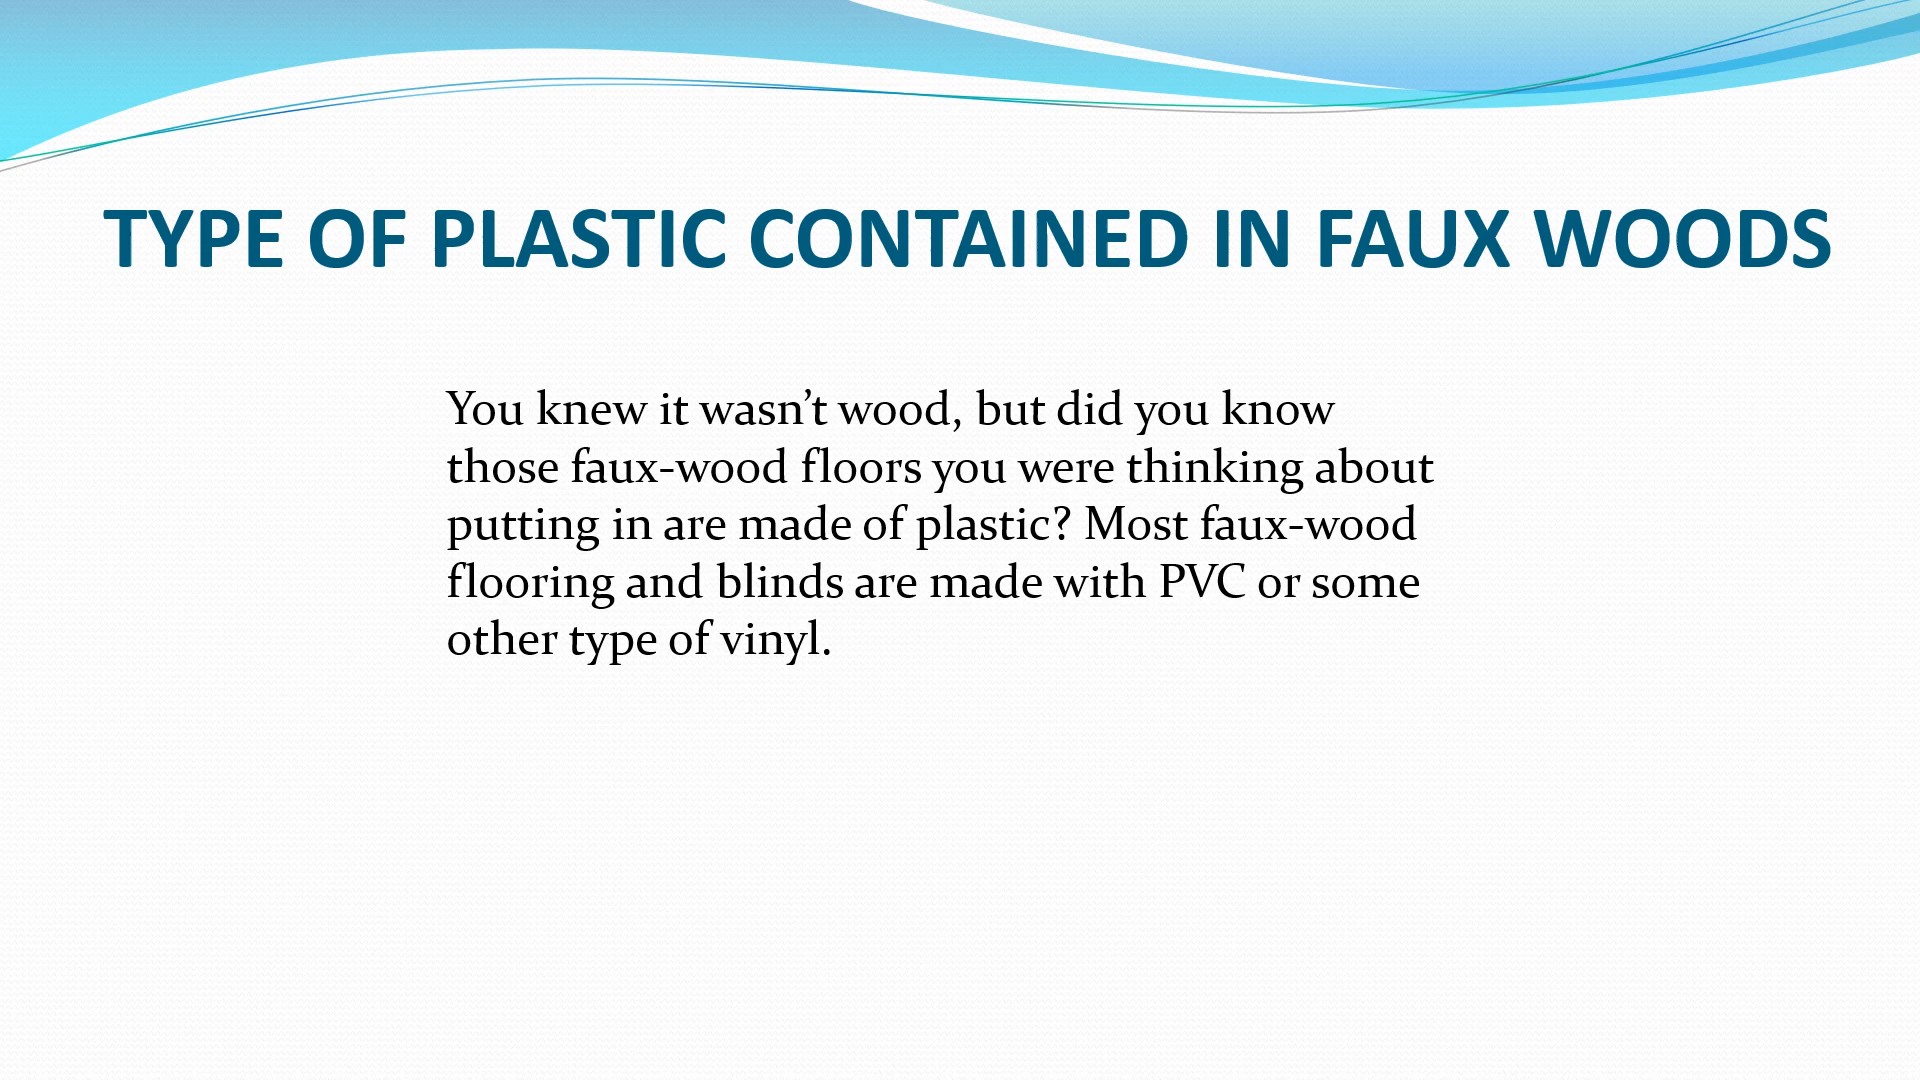 TYPE OF PLASTIC CONTAINED IN FAUX WOODS
You knew it wasn’t wood, but did you know
those faux-wood floors you were thinking about
putting in are made of plastic? Most faux-wood
flooring and blinds are made with PVC or some
other type of vinyl.